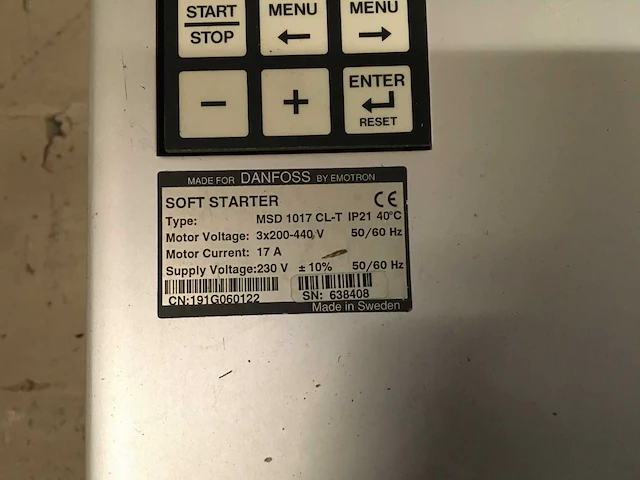 START MENU MENU
STOP ← →
− + ENTER
RESET
MADE FOR DANFOSS BY EMOTRON
SOFT STARTER CE
Type: MSD 1017 CL-T IP21 40°C
Motor Voltage: 3x200-440 V 50/60 Hz
Motor Current: 17 A
Supply Voltage:230 V ± 10% 50/60 Hz
CN:191G060122 SN: 638408
Made in Sweden